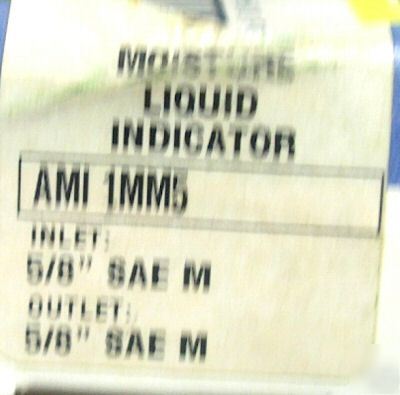 MOISTURE
LIQUID
INDICATOR
AMI 1MM5
INLET:
5/8" SAE M
OUTLET:
5/8" SAE M